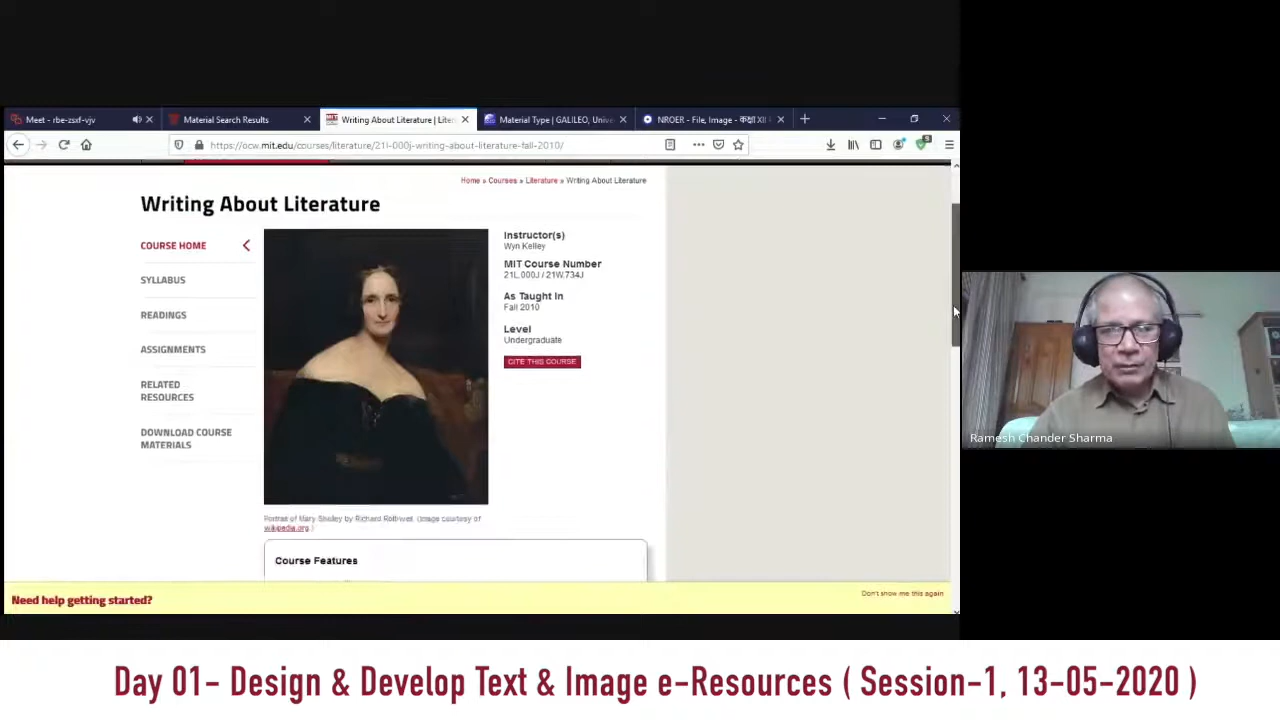 Meet - rbe-zsxf-vjv
Material Search Results
Writing About Literature | Liter
Material Type | GALILEO, Unive
NROER - File, Image - कक्षा XII
https://ocw.mit.edu/courses/literature/21l-000j-writing-about-literature-fall-2010/
Home » Courses » Literature » Writing About Literature
Writing About Literature
COURSE HOME
SYLLABUS
READINGS
ASSIGNMENTS
RELATED
RESOURCES
DOWNLOAD COURSE
MATERIALS
Instructor(s)
Wyn Kelley
MIT Course Number
21L.000J / 21W.734J
As Taught In
Fall 2010
Level
Undergraduate
CITE THIS COURSE
Portrait of Mary Shelley by Richard Rothwell. (Image courtesy of
wikipedia.org.)
Course Features
Need help getting started?
Don't show me this again
Ramesh Chander Sharma
Day 01- Design & Develop Text & Image e-Resources ( Session-1, 13-05-2020 )